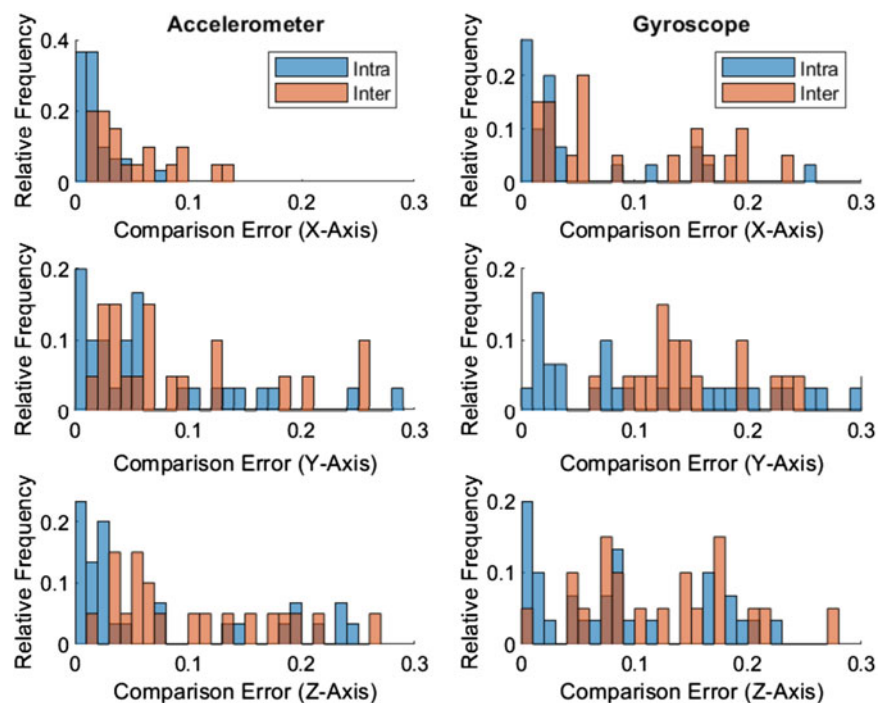 Accelerometer
Relative Frequency
0.4
0.2
0
0
0.1
0.2
0.3
Comparison Error (X-Axis)
Intra
Inter
Gyroscope
Relative Frequency
0.2
0.1
0
0
0.1
0.2
0.3
Comparison Error (X-Axis)
Intra
Inter
Relative Frequency
0.2
0.1
0
0
0.1
0.2
0.3
Comparison Error (Y-Axis)
Relative Frequency
0.2
0.1
0
0
0.1
0.2
0.3
Comparison Error (Y-Axis)
Relative Frequency
0.2
0.1
0
0
0.1
0.2
0.3
Comparison Error (Z-Axis)
Relative Frequency
0.2
0.1
0
0
0.1
0.2
0.3
Comparison Error (Z-Axis)